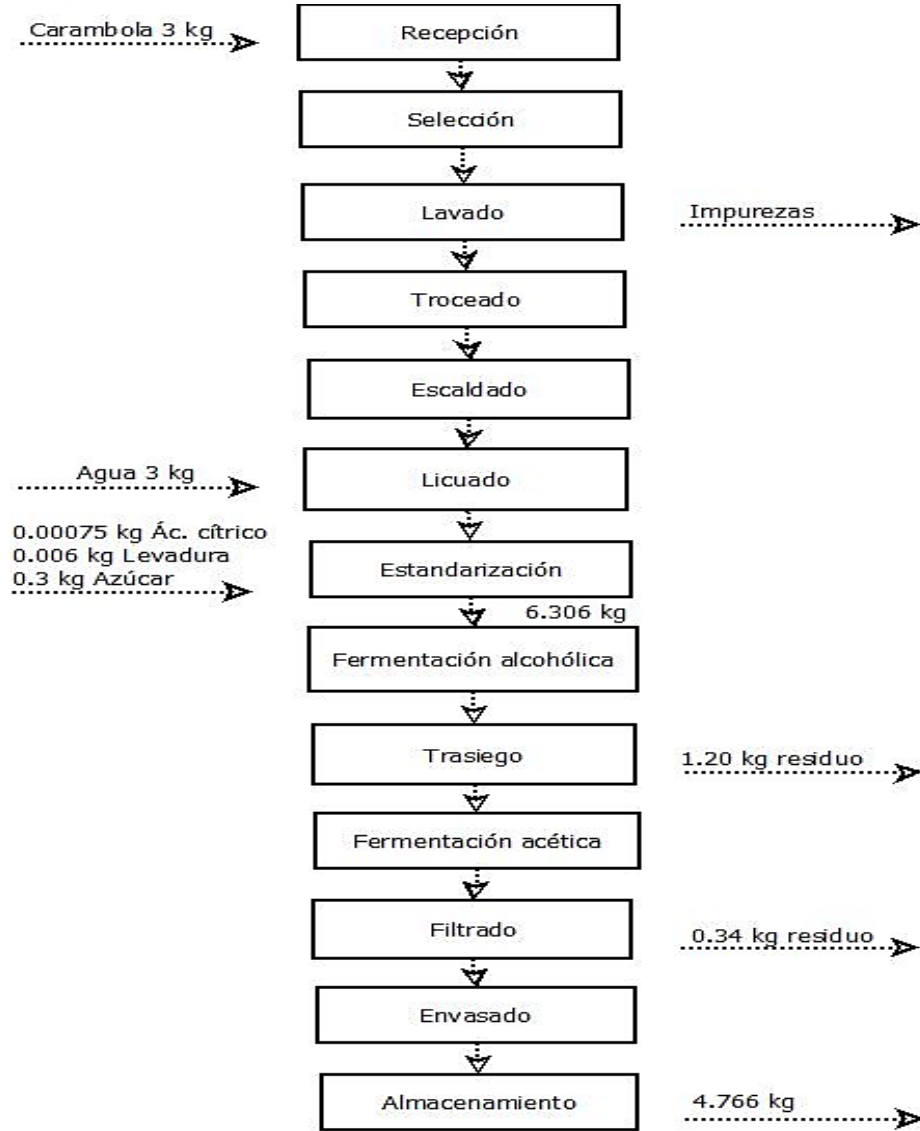 Carambola 3 kg
Recepción
Selección
Lavado
Impurezas
Troceado
Escaldado
Agua 3 kg
Licuado
0.00075 kg Ác. cítrico
0.006 kg Levadura
0.3 kg Azúcar
Estandarización
6.306 kg
Fermentación alcohólica
Trasiego
1.20 kg residuo
Fermentación acética
Filtrado
0.34 kg residuo
Envasado
Almacenamiento
4.766 kg